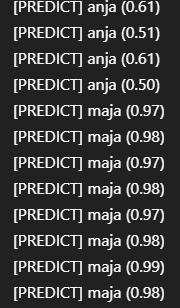 [PREDICT] anja (0.61)
[PREDICT] anja (0.51)
[PREDICT] anja (0.61)
[PREDICT] anja (0.50)
[PREDICT] maja (0.97)
[PREDICT] maja (0.98)
[PREDICT] maja (0.97)
[PREDICT] maja (0.98)
[PREDICT] maja (0.97)
[PREDICT] maja (0.98)
[PREDICT] maja (0.99)
[PREDICT] maja (0.98)